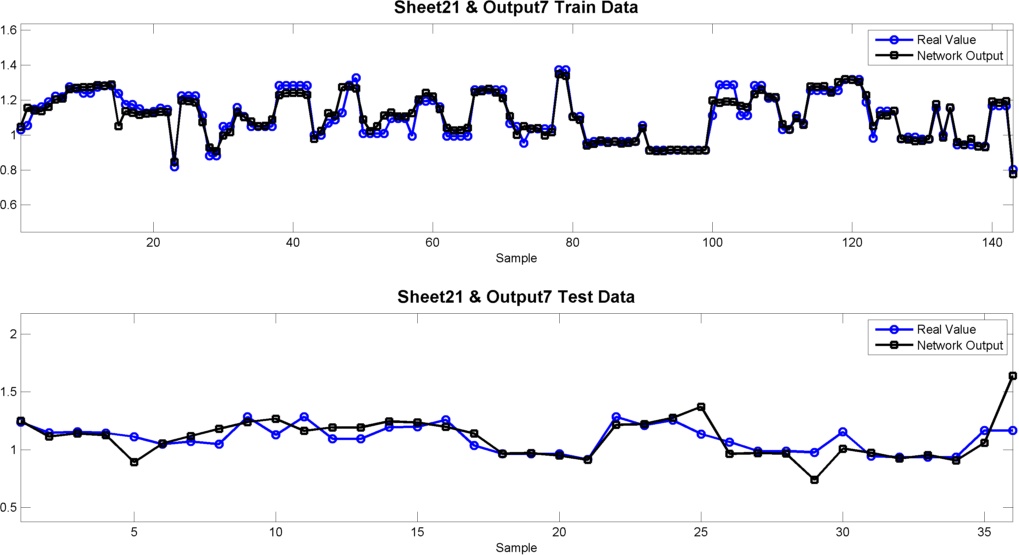 Sheet21 & Output7 Train Data
1.6
1.4
1.2
1
0.8
0.6
Real Value
Network Output
20 40 60 80 100 120 140
Sample
Sheet21 & Output7 Test Data
2
1.5
1
0.5
Real Value
Network Output
5 10 15 20 25 30 35
Sample